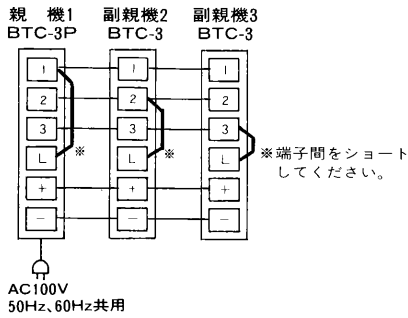 親　機1　副親機2　副親機3
BTC-3P　BTC-3　BTC-3
1　1　1
2　2　2
3　3　3
L　L　L
※　※　※端子間をショート
してください。
+　+　+
−　−　−
AC100V
50Hz、60Hz共用